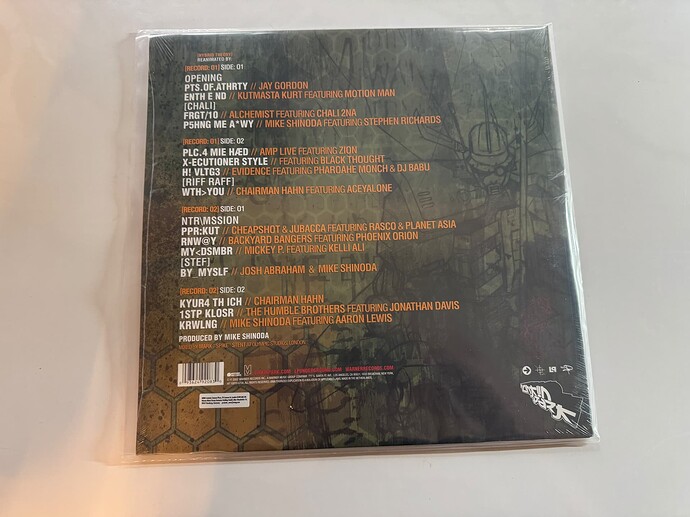 [HYBRID THEORY]
REANIMATED BY:
[RECORD: 01] SIDE: 01
OPENING
PTS.OF.ATHRTY // JAY GORDON
ENTH E ND // KUTMASTA KURT FEATURING MOTION MAN
[CHALI]
FRGT/10 // ALCHEMIST FEATURING CHALI 2NA
P5HNG ME A*WY // MIKE SHINODA FEATURING STEPHEN RICHARDS
[RECORD: 01] SIDE: 02
PLC.4 MIE HÆD // AMP LIVE FEATURING ZION
X-ECUTIONER STYLE // FEATURING BLACK THOUGHT
H! VLTG3 // EVIDENCE FEATURING PHAROAHE MONCH & DJ BABU
[RIFF RAFF]
WTH>YOU // CHAIRMAN HAHN FEATURING ACEYALONE
[RECORD: 02] SIDE: 01
NTR\MSSION
PPR:KUT // CHEAPSHOT & JUBACCA FEATURING RASCO & PLANET ASIA
RNW@Y // BACKYARD BANGERS FEATURING PHOENIX ORION
MY<DSMBR // MICKEY P. FEATURING KELLI ALI
[STEF]
BY_MYSLF // JOSH ABRAHAM & MIKE SHINODA
[RECORD: 02] SIDE: 02
KYUR4 TH ICH // CHAIRMAN HAHN
1STP KLOSR // THE HUMBLE BROTHERS FEATURING JONATHAN DAVIS
KRWLNG // MIKE SHINODA FEATURING AARON LEWIS
PRODUCED BY MIKE SHINODA
WARNERRECORDS.COM
LINKIN PARK